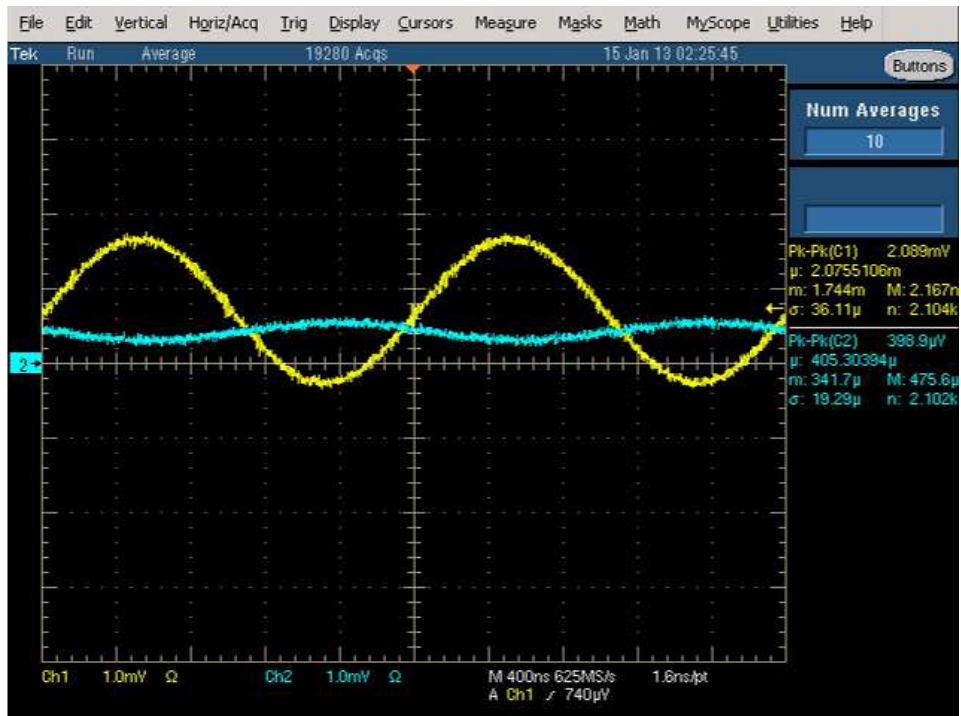 File Edit Vertical Horiz/Acq Trig Display Cursors Measure Masks Math MyScope Utilities Help
Tek Run Average 19280 Acqs 15 Jan 13 02:25:45
Buttons
Num Averages
10
Pk-Pk(C1) 2.089mV
µ: 2.0755106m
m: 1.744m M: 2.167m
σ: 36.11µ n: 2.104k
Pk-Pk(C2) 398.9µV
µ: 405.30394µ
m: 341.7µ M: 475.6µ
σ: 19.29µ n: 2.102k
2
Ch1 1.0mV Ω Ch2 1.0mV Ω M 400ns 625MS/s 1.6ns/pt
A Ch1 740µV